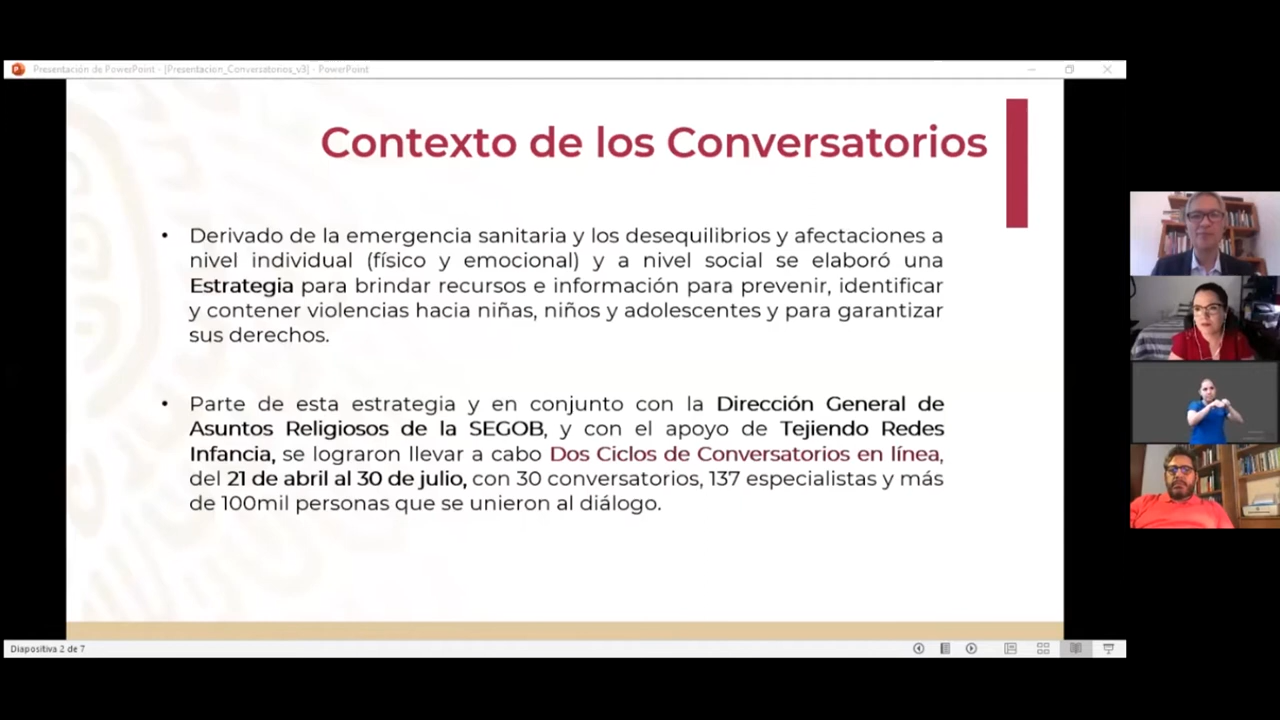 Presentación de PowerPoint - [Presentacion_Conversatorios_v3] - PowerPoint
Contexto de los Conversatorios
• Derivado de la emergencia sanitaria y los desequilibrios y afectaciones a
nivel individual (físico y emocional) y a nivel social se elaboró una
Estrategia para brindar recursos e información para prevenir, identificar
y contener violencias hacia niñas, niños y adolescentes y para garantizar
sus derechos.
• Parte de esta estrategia y en conjunto con la Dirección General de
Asuntos Religiosos de la SEGOB, y con el apoyo de Tejiendo Redes
Infancia, se lograron llevar a cabo Dos Ciclos de Conversatorios en línea,
del 21 de abril al 30 de julio, con 30 conversatorios, 137 especialistas y más
de 100mil personas que se unieron al diálogo.
Diapositiva 2 de 7